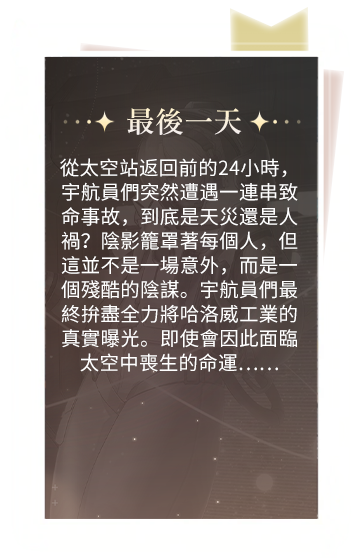 最後一天
從太空站返回前的24小時，
宇航員們突然遭遇一連串致
命事故，到底是天災還是人
禍？陰影籠罩著每個人，但
這並不是一場意外，而是一
個殘酷的陰謀。宇航員們最
終拚盡全力將哈洛威工業的
真實曝光。即使會因此面臨
太空中喪生的命運……